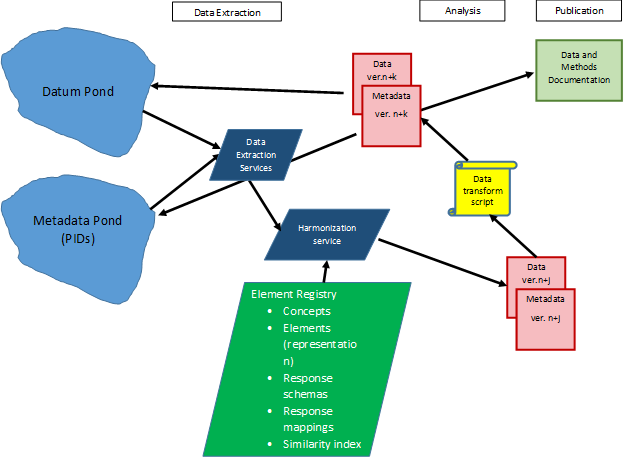 Data Extraction
Analysis
Publication
Datum Pond
Metadata Pond
(PIDs)
Data
Extraction
Services
Harmonization
service
Data
ver.n+k
Metadata
ver. n+k
Data and
Methods
Documentation
Data
transform
script
Data
ver.n+j
Metadata
ver. n+j
Element Registry
• Concepts
• Elements
(representatio
n)
• Response
schemas
• Response
mappings
• Similarity index